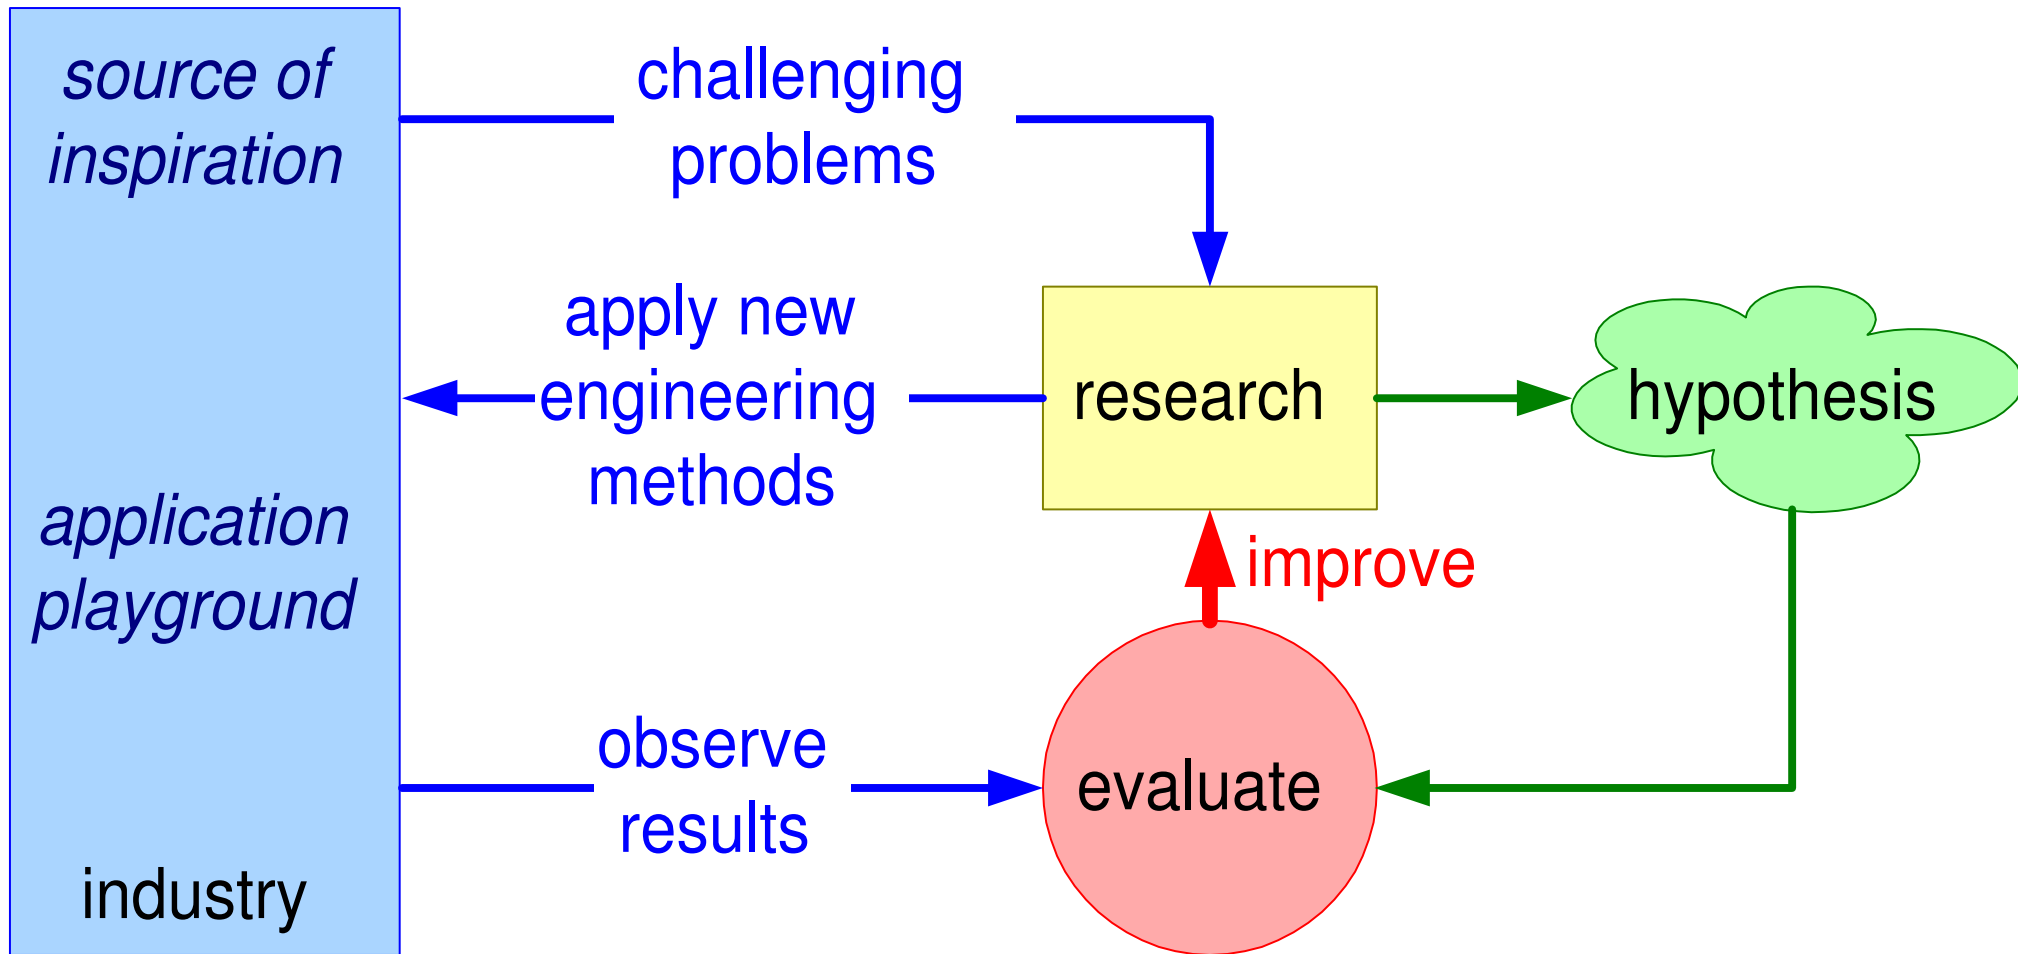 source of
inspiration
challenging
problems
apply new
engineering
methods
research
hypothesis
application
playground
improve
observe
results
evaluate
industry